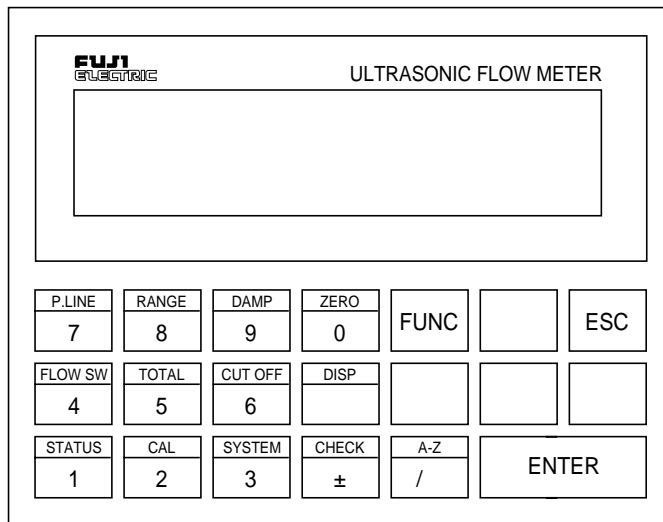 FUJI
ELECTRIC
ULTRASONIC FLOW METER
P.LINE RANGE DAMP ZERO
7 8 9 0 FUNC ESC
FLOW SW TOTAL CUT OFF DISP
4 5 6
STATUS CAL SYSTEM CHECK A-Z
1 2 3 ± / ENTER